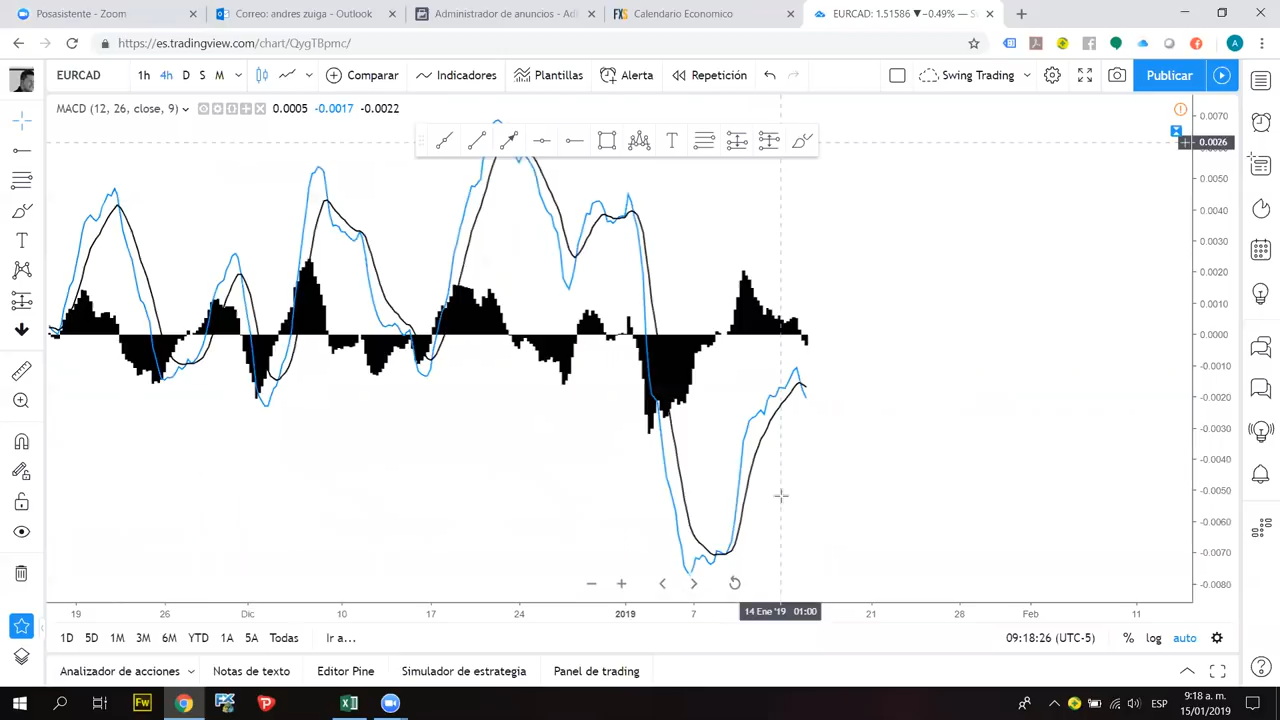 Posasistente - Zoom
Correo: andres zuiga - Outlook
Administrador de anuncios - Ad
Calendario Economico
EURCAD: 1.51586 ▼−0.49% — S
https://es.tradingview.com/chart/QygTBpmc/
EURCAD 1h 4h D S M Comparar Indicadores Plantillas Alerta Repetición Swing Trading Publicar
MACD (12, 26, close, 9) 0.0005 -0.0017 -0.0022
0.0070
0.0026
0.0050
0.0040
0.0030
0.0020
0.0010
0.0000
-0.0010
-0.0020
-0.0030
-0.0040
-0.0050
-0.0060
-0.0070
-0.0080
19 26 Dic 10 17 24 2019 7 14 Ene '19 01:00 21 28 Feb 11
1D 5D 1M 3M 6M YTD 1A 5A Todas Ir a... 09:18:26 (UTC-5) % log auto
Analizador de acciones Notas de texto Editor Pine Simulador de estrategia Panel de trading
Fw ESP 9:18 a. m.
15/01/2019